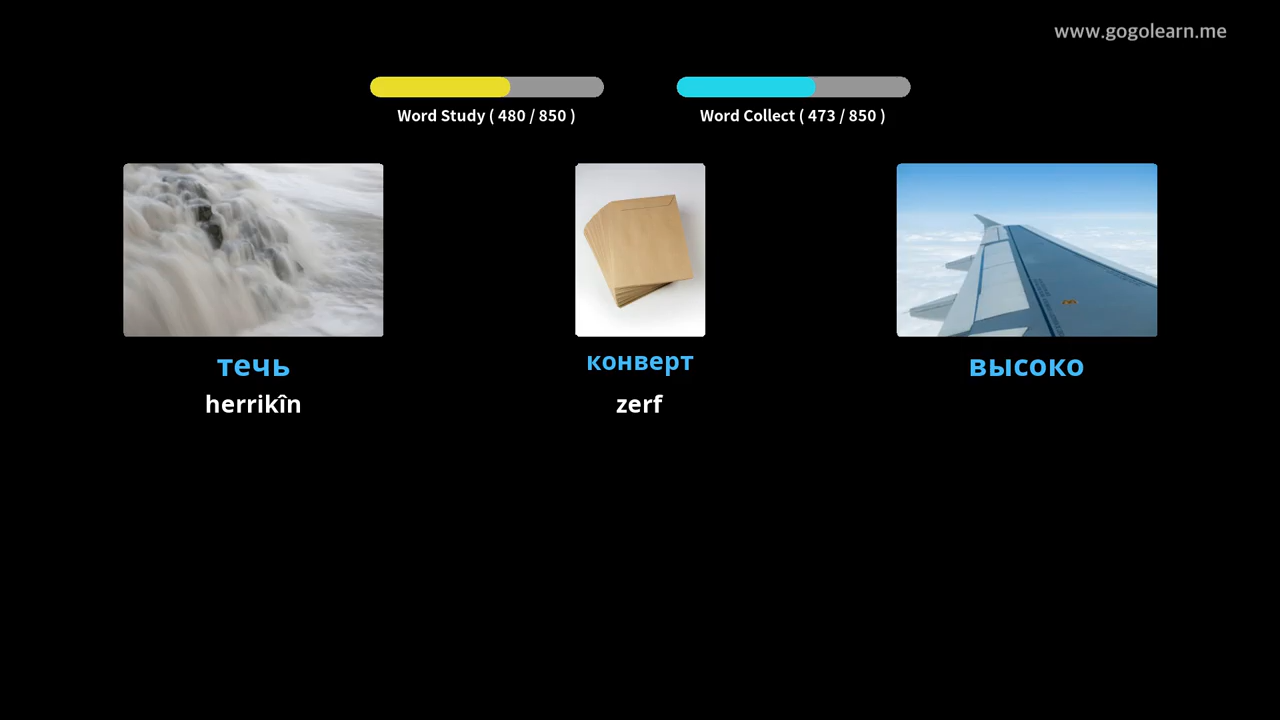 www.gogolearn.me
Word Study ( 480 / 850 )
Word Collect ( 473 / 850 )
течь
herrikîn
конверт
zerf
высоко